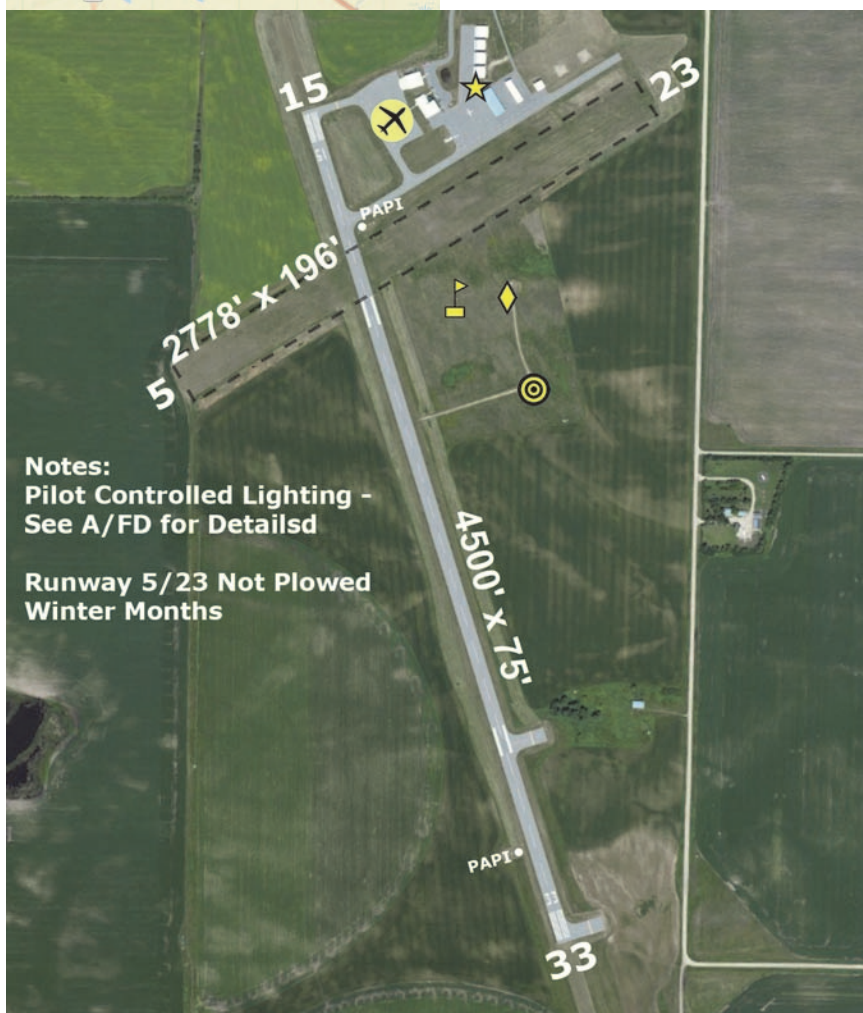 15
23
PAPI
2778' x 196'
5
Notes:
Pilot Controlled Lighting -
See A/FD for Detailsd
Runway 5/23 Not Plowed
Winter Months
4500' x 75'
PAPI
33